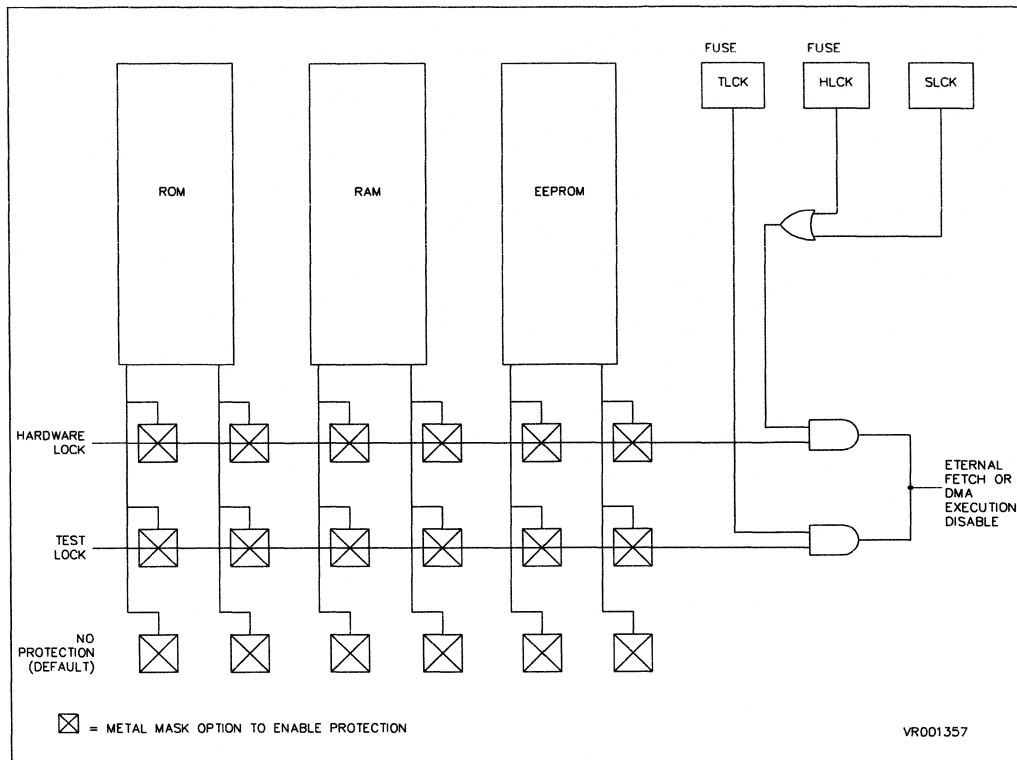 FUSE
FUSE
TLCK
HLCK
SLCK
ROM
RAM
EEPROM
HARDWARE
LOCK
ETERNAL
FETCH OR
DMA
EXECUTION
DISABLE
TEST
LOCK
NO
PROTECTION
(DEFAULT)
= METAL MASK OPTION TO ENABLE PROTECTION
VR001357